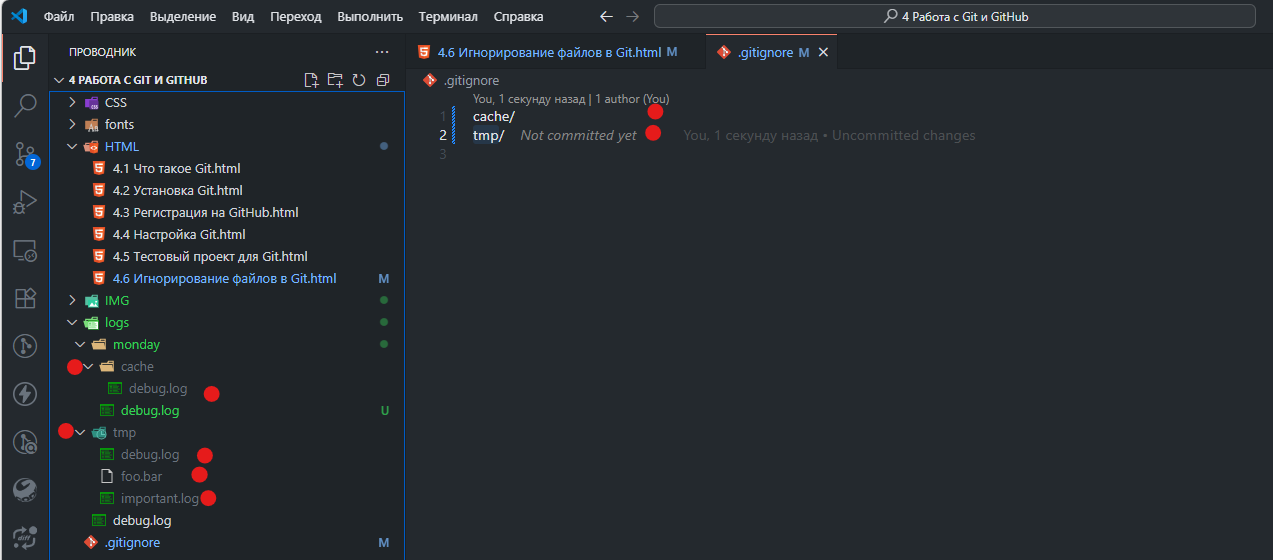 Файл Правка Выделение Вид Переход Выполнить Терминал Справка 4 Работа с Git и GitHub
ПРОВОДНИК
4 РАБОТА С GIT И GITHUB
CSS
fonts
HTML
4.1 Что такое Git.html
4.2 Установка Git.html
4.3 Регистрация на GitHub.html
4.4 Настройка Git.html
4.5 Тестовый проект для Git.html
4.6 Игнорирование файлов в Git.html M
IMG
logs
monday
cache
debug.log
debug.log U
tmp
debug.log
foo.bar
important.log
debug.log
.gitignore M
7
4.6 Игнорирование файлов в Git.html M .gitignore M
.gitignore
You, 1 секунду назад | 1 author (You)
1 cache/
2 tmp/ Not committed yet You, 1 секунду назад • Uncommitted changes
3
diff